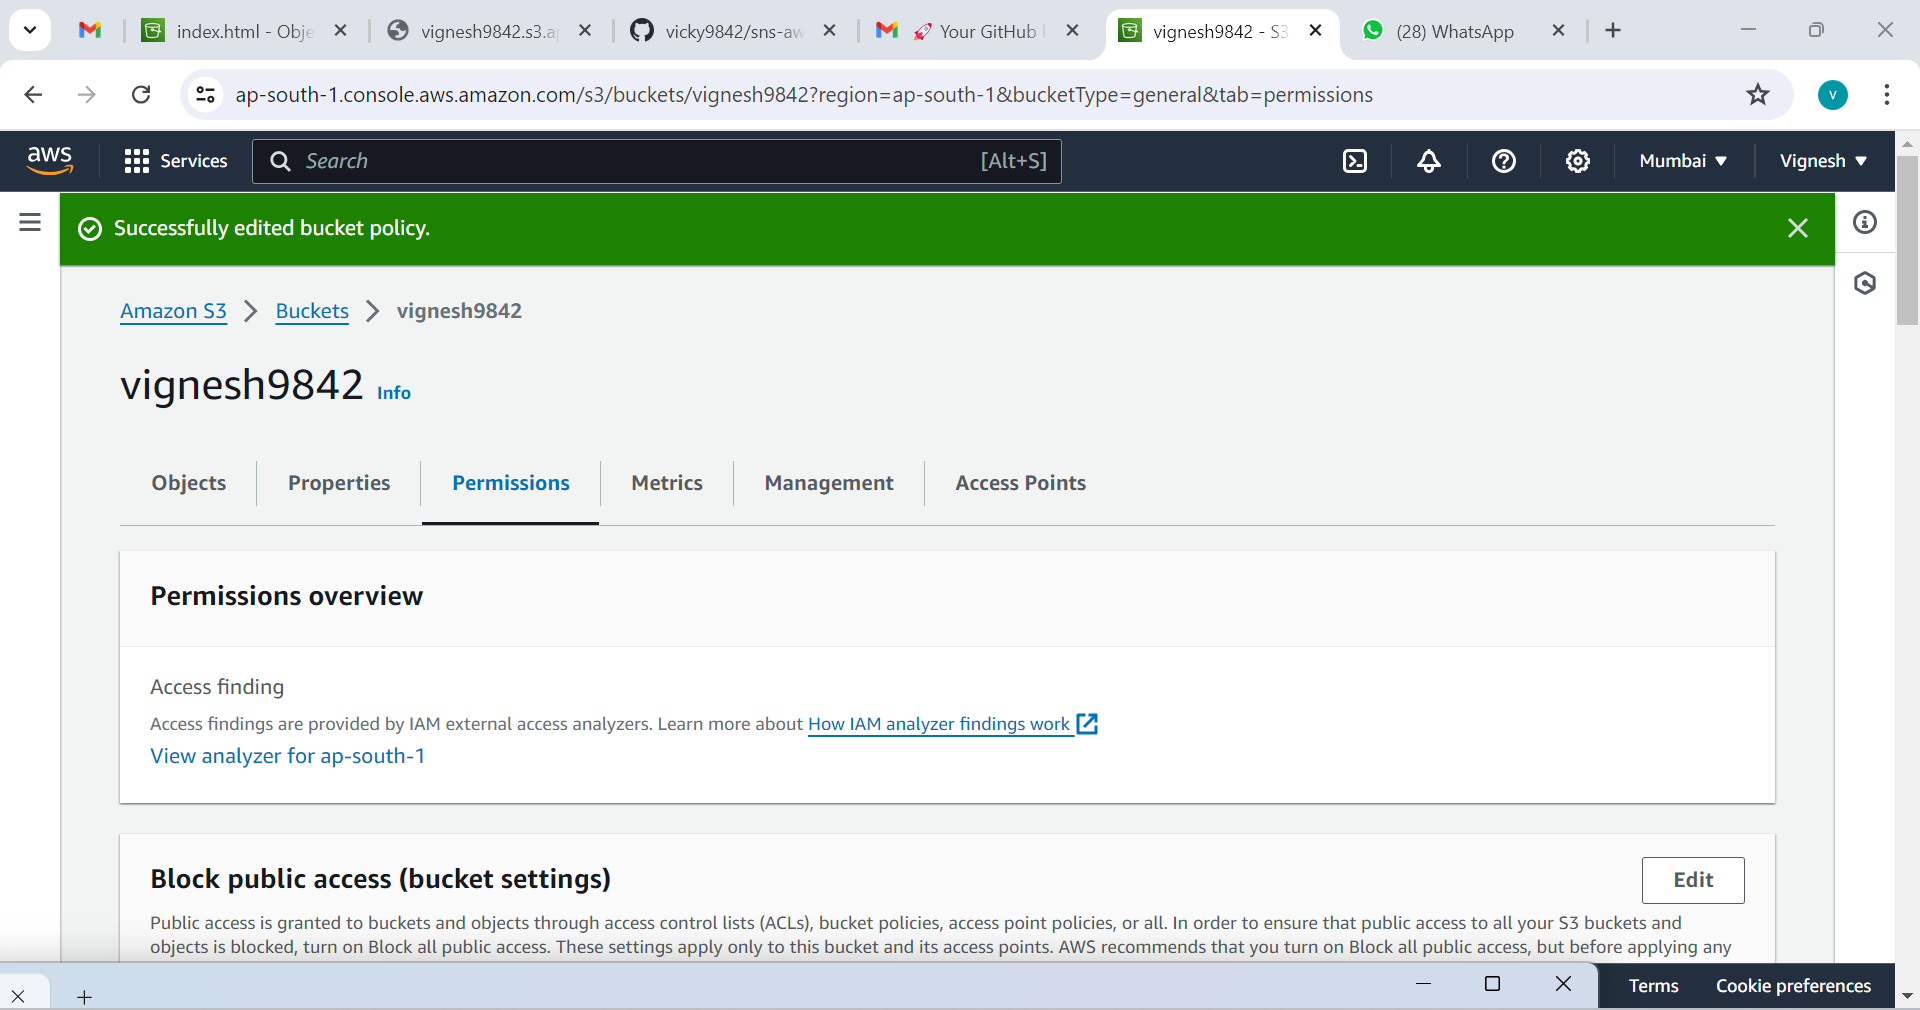 index.html - Obje
vignesh9842.s3.a
vicky9842/sns-aw
🚀 Your GitHub
vignesh9842 - S3
(28) WhatsApp
ap-south-1.console.aws.amazon.com/s3/buckets/vignesh9842?region=ap-south-1&bucketType=general&tab=permissions
V
aws
Services
Search
[Alt+S]
Mumbai ▼
Vignesh ▼
Successfully edited bucket policy.
Amazon S3 > Buckets > vignesh9842
vignesh9842 Info
Objects
Properties
Permissions
Metrics
Management
Access Points
Permissions overview
Access finding
Access findings are provided by IAM external access analyzers. Learn more about How IAM analyzer findings work
View analyzer for ap-south-1
Block public access (bucket settings)
Edit
Public access is granted to buckets and objects through access control lists (ACLs), bucket policies, access point policies, or all. In order to ensure that public access to all your S3 buckets and
objects is blocked, turn on Block all public access. These settings apply only to this bucket and its access points. AWS recommends that you turn on Block all public access, but before applying any
Terms
Cookie preferences